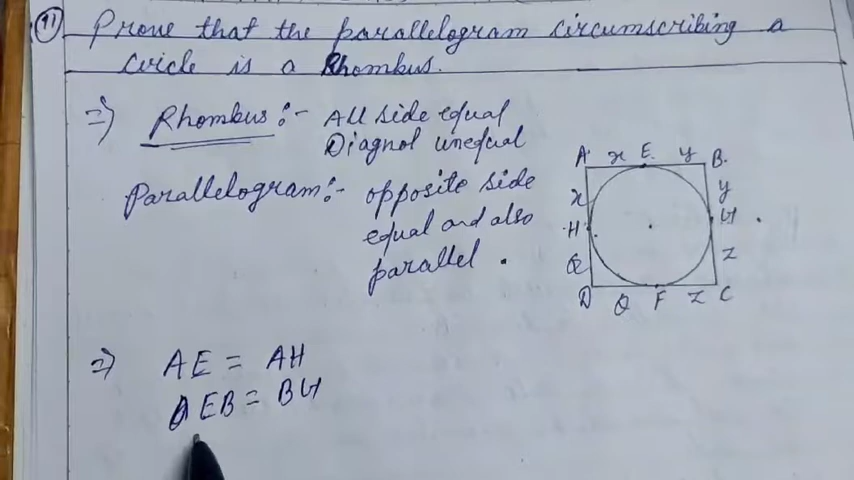 11) Prove that the parallelogram circumscribing a
circle is a Rhombus.
=> Rhombus :- All side equal
Diagnol unequal
Parallelogram :- opposite side
equal and also
parallel .
A x E y B
x y
H G
Q z
D Q F z C
=> AE = AH
EB = BG